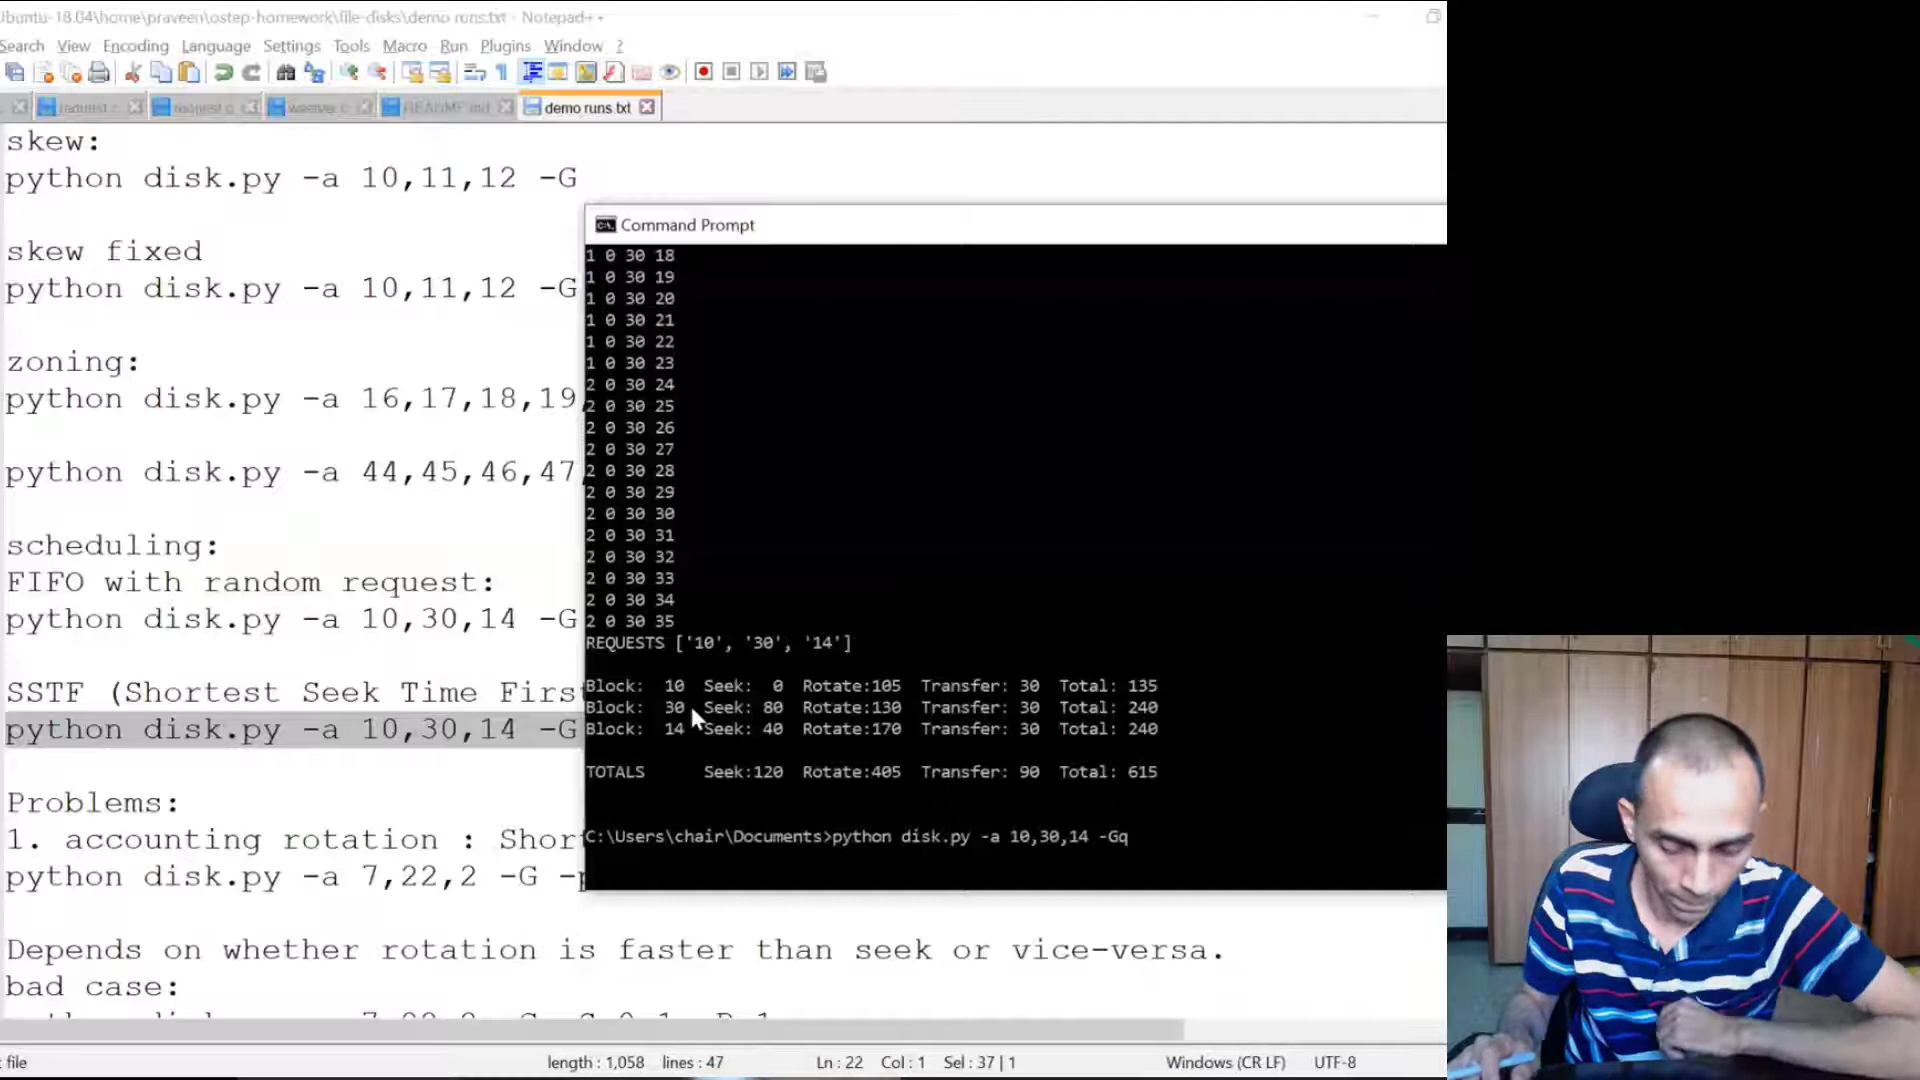 Ubuntu-18.04\home\praveen\ostep-homework\file-disks\demo runs.txt - Notepad++
Search View Encoding Language Settings Tools Macro Run Plugins Window ?
README.md demo runs.txt
skew:
python disk.py -a 10,11,12 -G
skew fixed
python disk.py -a 10,11,12 -G
zoning:
python disk.py -a 16,17,18,19,
python disk.py -a 44,45,46,47,
scheduling:
FIFO with random request:
python disk.py -a 10,30,14 -G
SSTF (Shortest Seek Time First
python disk.py -a 10,30,14 -G
Problems:
1. accounting rotation : Shor
python disk.py -a 7,22,2 -G -p
Depends on whether rotation is faster than seek or vice-versa.
bad case:
Command Prompt
1 0 30 18
1 0 30 19
1 0 30 20
1 0 30 21
1 0 30 22
1 0 30 23
2 0 30 24
2 0 30 25
2 0 30 26
2 0 30 27
2 0 30 28
2 0 30 29
2 0 30 30
2 0 30 31
2 0 30 32
2 0 30 33
2 0 30 34
2 0 30 35
REQUESTS ['10', '30', '14']
Block: 10 Seek: 0 Rotate:105 Transfer: 30 Total: 135
Block: 30 Seek: 80 Rotate:130 Transfer: 30 Total: 240
Block: 14 Seek: 40 Rotate:170 Transfer: 30 Total: 240
TOTALS Seek:120 Rotate:405 Transfer: 90 Total: 615
C:\Users\chair\Documents>python disk.py -a 10,30,14 -Gq
file length : 1,058 lines : 47 Ln : 22 Col : 1 Sel : 37 | 1 Windows (CR LF) UTF-8